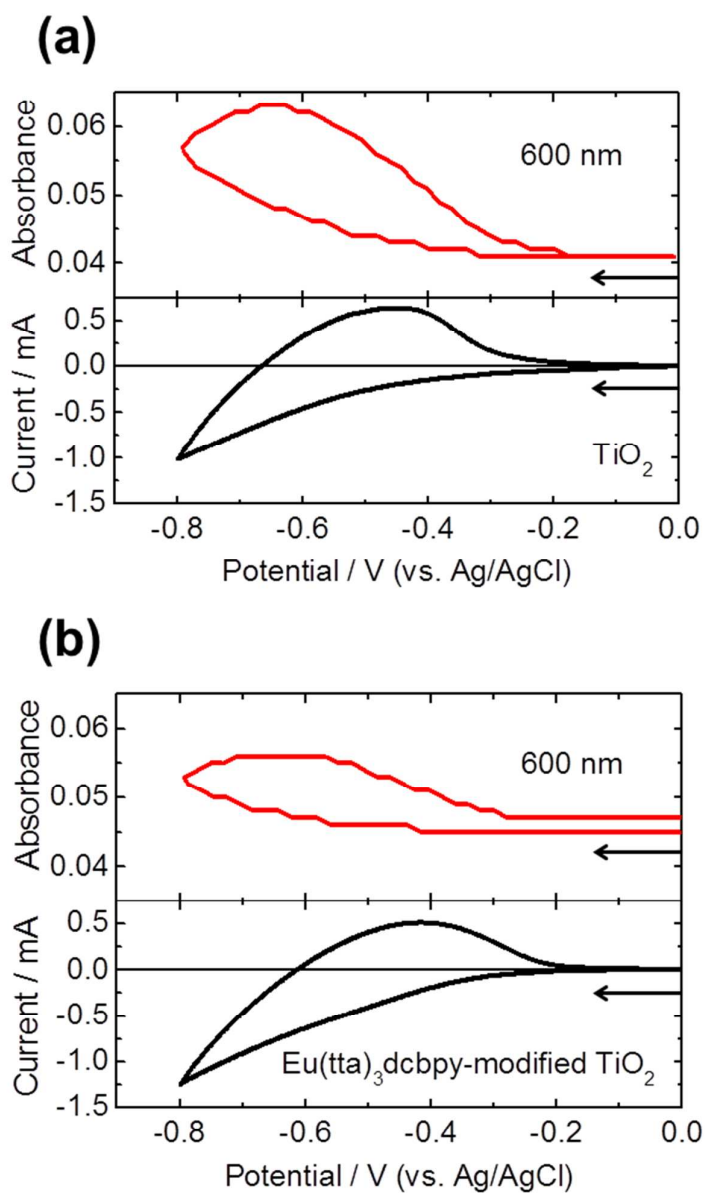 (a)
0.06
0.05
0.04
Absorbance
600 nm
0.5
0.0
-0.5
-1.0
-1.5
Current / mA
TiO2
-0.8 -0.6 -0.4 -0.2 0.0
Potential / V (vs. Ag/AgCl)
(b)
0.06
0.05
0.04
Absorbance
600 nm
0.5
0.0
-0.5
-1.0
-1.5
Current / mA
Eu(tta)3dcbpy-modified TiO2
-0.8 -0.6 -0.4 -0.2 0.0
Potential / V (vs. Ag/AgCl)